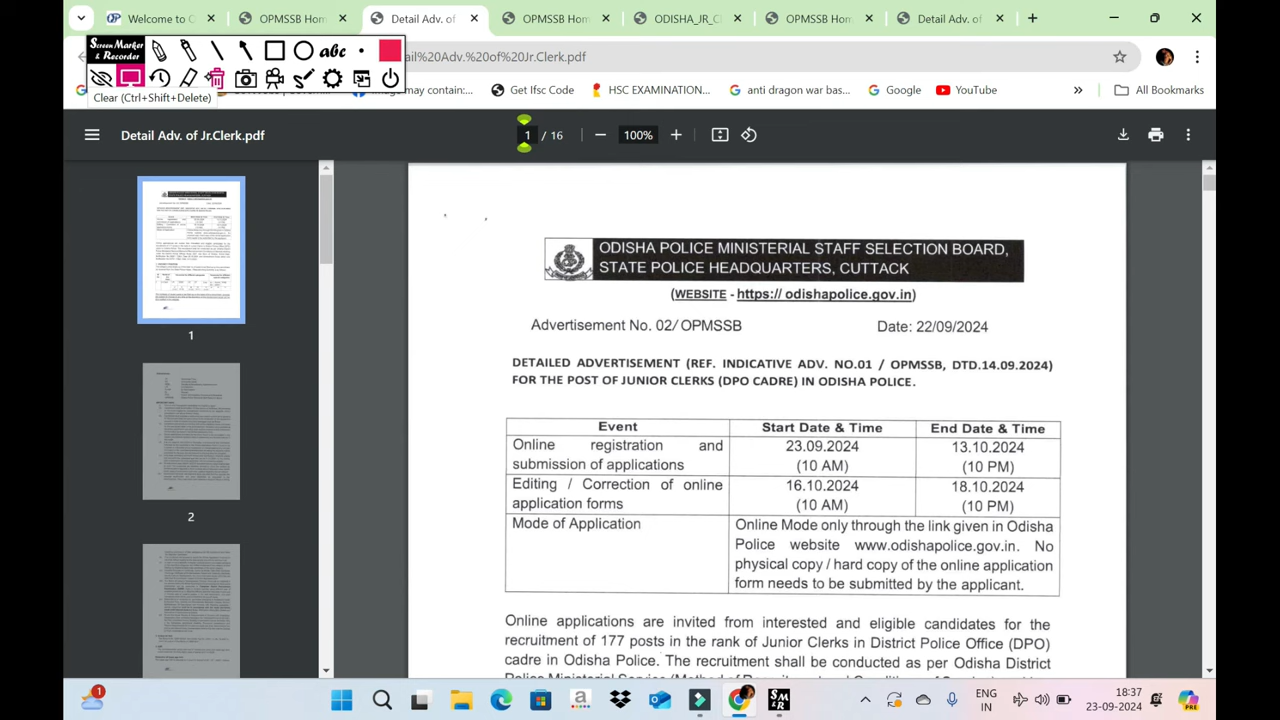 Welcome to C
OPMSSB Hom
Detail Adv. of
OPMSSB Hom
ODISHA_JR_C
OPMSSB Hom
Detail Adv. of
Screen Marker
& Recorder
abc
ail%20Adv.%20of%20Jr.Clerk.pdf
Clear (Ctrl+Shift+Delete)
image may contain:...
Get Ifsc Code
HSC EXAMINATION...
anti dragon war bas...
Google
YouTube
All Bookmarks
Detail Adv. of Jr.Clerk.pdf
1 / 16
100%
ODISHA POLICE MINISTERIAL STAFF SELECTION BOARD,
STATE POLICE HEADQUARTERS, CUTTACK
(WEBSITE - https:// odishapolice.gov.in)
Advertisement No. 02/ OPMSSB Date: 22/09/2024
DETAILED ADVERTISEMENT (REF. INDICATIVE ADV. NO.01 / OPMSSB, DTD.14.09.2024)
FOR THE POST OF JUNIOR CLERKS (DPO CADRE) IN ODISHA POLICE.
Event Start Date & Time End Date & Time
Online registration and 23.09.2024 13.10.2024
submission of applications (10 AM) (10 PM)
Editing / Correction of online 16.10.2024 18.10.2024
application forms (10 AM) (10 PM)
Mode of Application Online Mode only through the link given in Odisha
Police website www.odishapolice.gov.in. No
physical copy / hard copy of the online application
form needs to be submitted by the applicant.
Online applications are invited from interested and eligible candidates for the
recruitment of 177 posts in the rank of Junior Clerks in District Police Office (DPO)
cadre in Odisha Police. The recruitment shall be conducted as per Odisha District
1
2
1
ENG
IN
18:37
23-09-2024
PRE